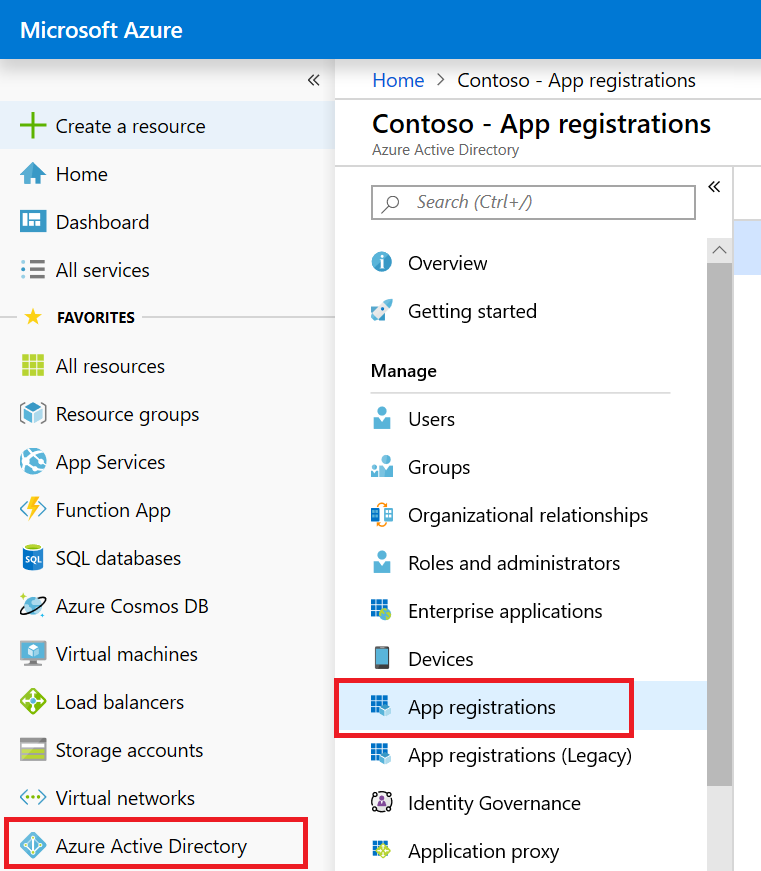 Microsoft Azure
«
Create a resource
Home
Dashboard
All services
FAVORITES
All resources
Resource groups
App Services
Function App
SQL
SQL databases
Azure Cosmos DB
Virtual machines
Load balancers
Storage accounts
Virtual networks
Azure Active Directory
Home > Contoso - App registrations
Contoso - App registrations
Azure Active Directory
Search (Ctrl+/)
«
Overview
Getting started
Manage
Users
Groups
Organizational relationships
Roles and administrators
Enterprise applications
Devices
App registrations
App registrations (Legacy)
Identity Governance
Application proxy